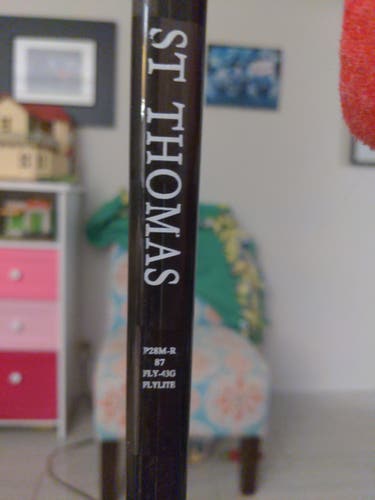 ST THOMAS
P28M-R
87
FLY-43G
FLYLITE